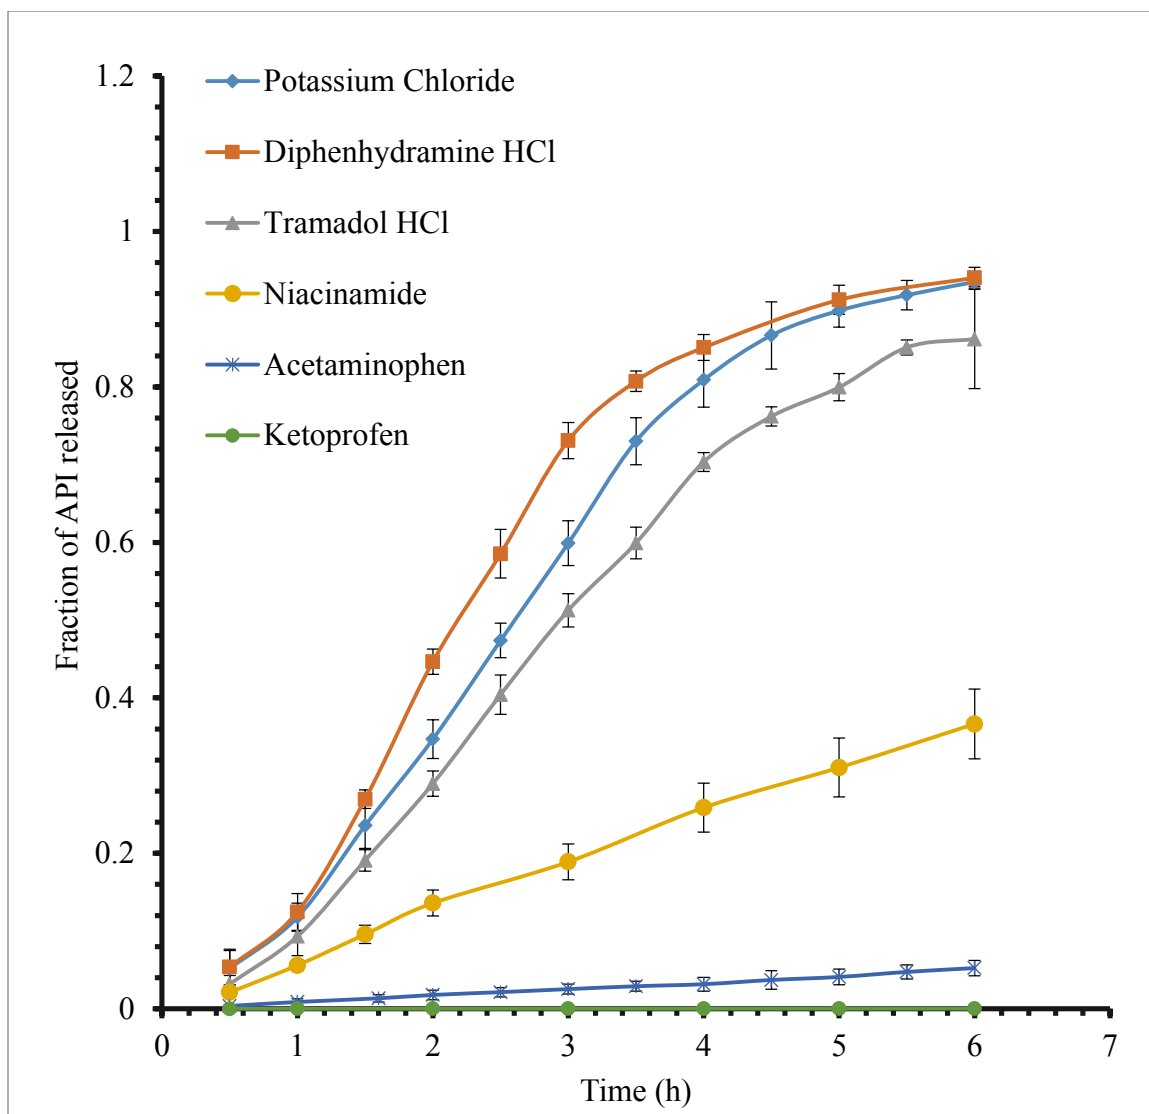 1.2
1
0.8
0.6
0.4
0.2
0
Fraction of API released
Potassium Chloride
Diphenhydramine HCl
Tramadol HCl
Niacinamide
Acetaminophen
Ketoprofen
0 1 2 3 4 5 6 7
Time (h)